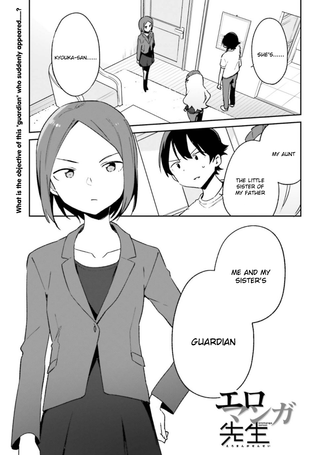 What is the objective of this 'guardian' who suddenly appeared.....?
SHE'S......
KYOUKA-SAN,
MY AUNT
THE LITTLE
SISTER OF
MY FATHER
ME AND MY
SISTER'S
GUARDIAN
エロ
マンガ
先生